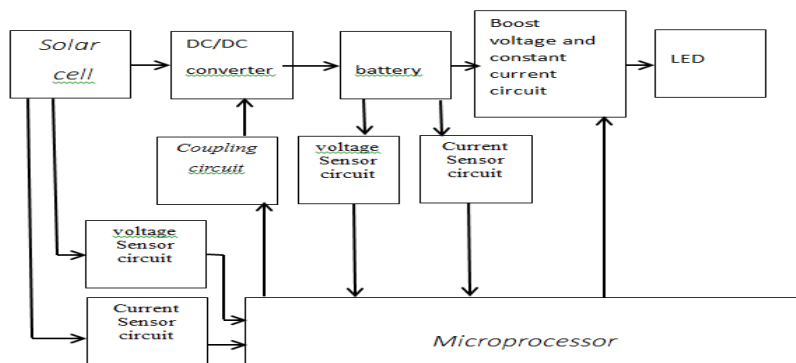 Solar
cell
DC/DC
converter
battery
Boost
voltage and
constant
current
circuit
LED
Coupling
circuit
voltage
Sensor
circuit
Current
Sensor
circuit
voltage
Sensor
circuit
Current
Sensor
circuit
Microprocessor